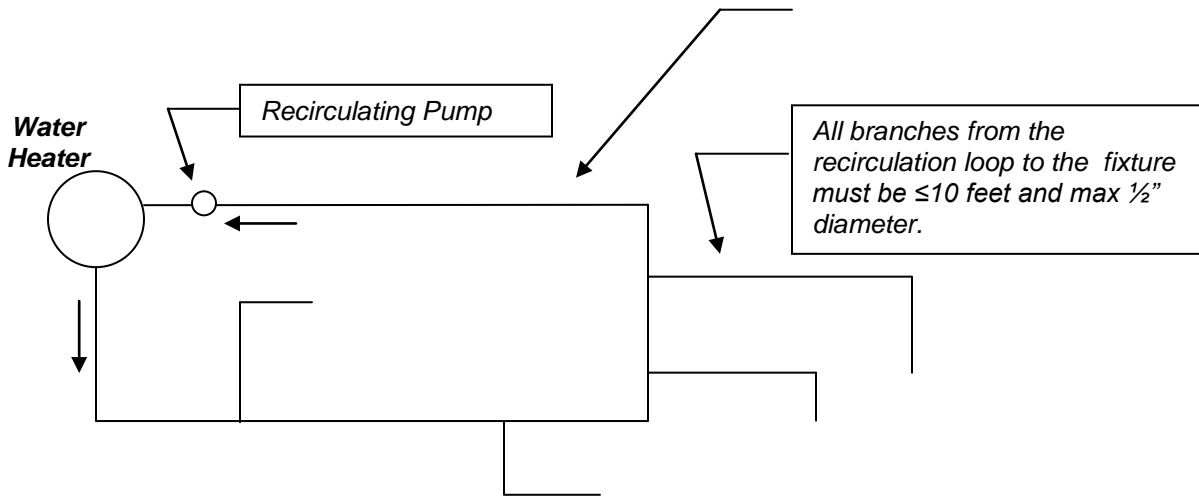 Recirculating Pump
Water
Heater
All branches from the
recirculation loop to the fixture
must be ≤10 feet and max ½”
diameter.